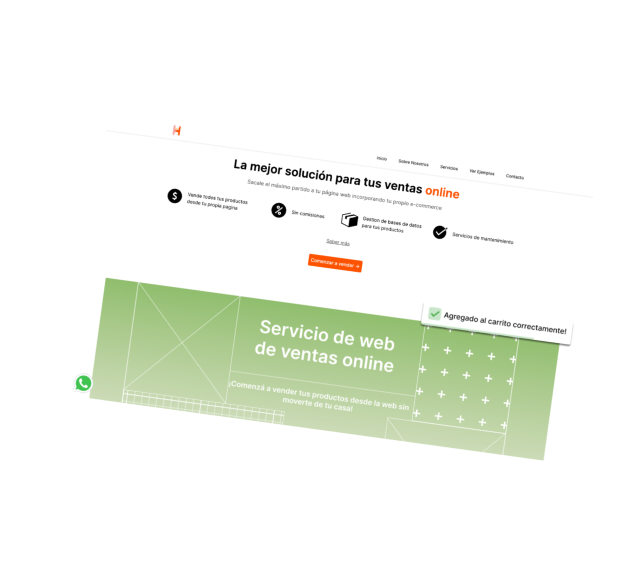 H
Inicio
Sobre Nosotros
Servicios
Ver Ejemplos
Contacto
La mejor solución para tus ventas online
Sacale el máximo partido a tu página web incorporando tu propio e-commerce
Vende todos tus productos
desde tu propia pagina
Sin comisiones
Gestion de bases de datos
para tus productos
Servicios de mantenimiento
Saber más
Comenzar a vender →
Agregado al carrito correctamente!
Servicio de web
de ventas online
¡Comenzá a vender tus productos desde la web sin
moverte de tu casa!